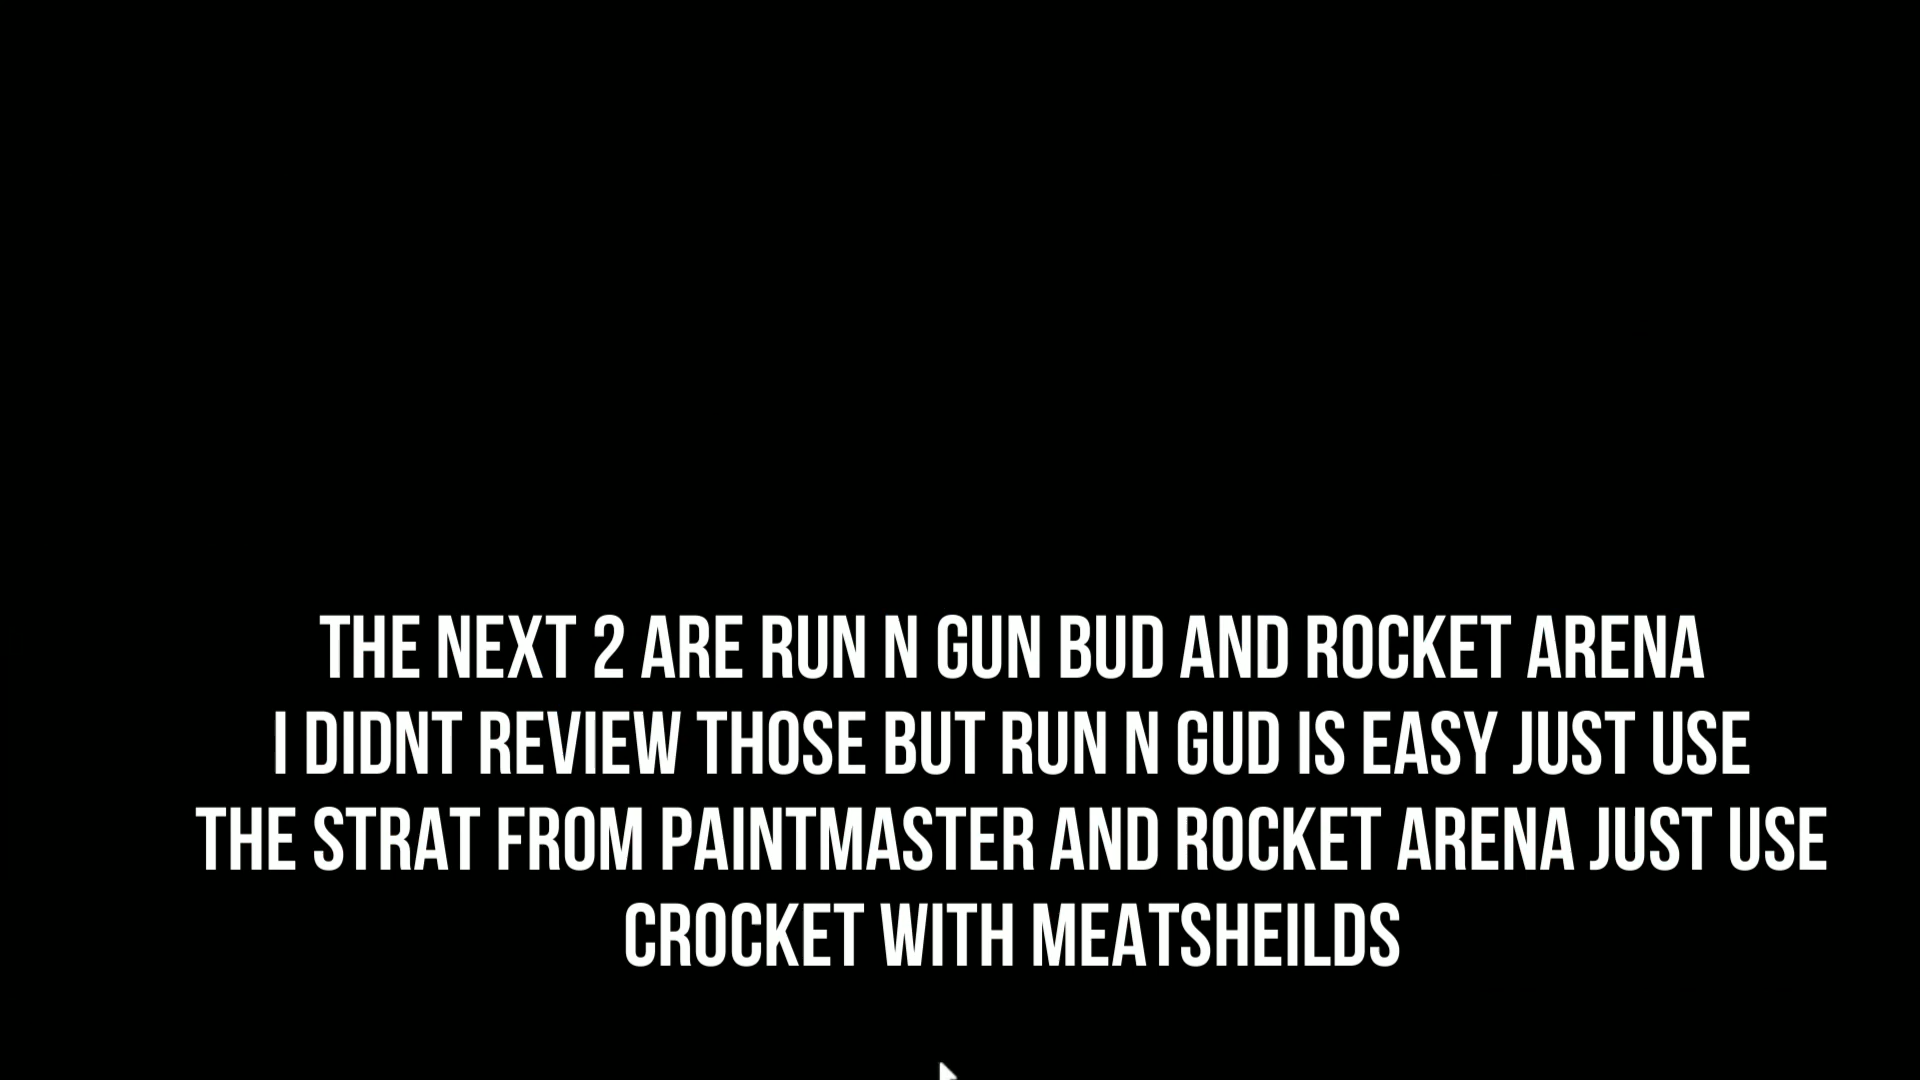 THE NEXT 2 ARE RUN N GUN BUD AND ROCKET ARENA
I DIDNT REVIEW THOSE BUT RUN N GUD IS EASY JUST USE
THE STRAT FROM PAINTMASTER AND ROCKET ARENA JUST USE
CROCKET WITH MEATSHEILDS